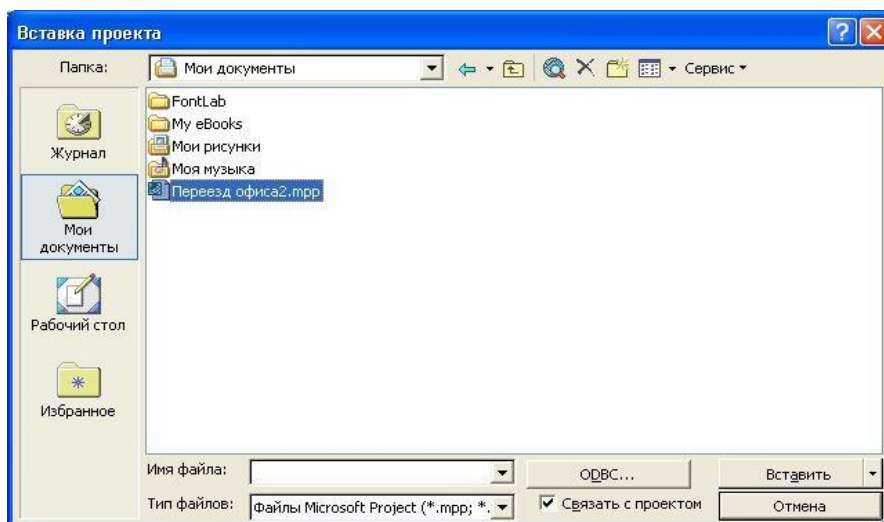 Вставка проекта
Папка: Мои документы Сервис
FontLab
My eBooks
Мои рисунки
Моя музыка
Переезд офиса2.mpp
Журнал
Мои
документы
Рабочий стол
Избранное
Имя файла: ODBC... Вставить
Тип файлов: Файлы Microsoft Project (*.mpp; *. Связать с проектом Отмена